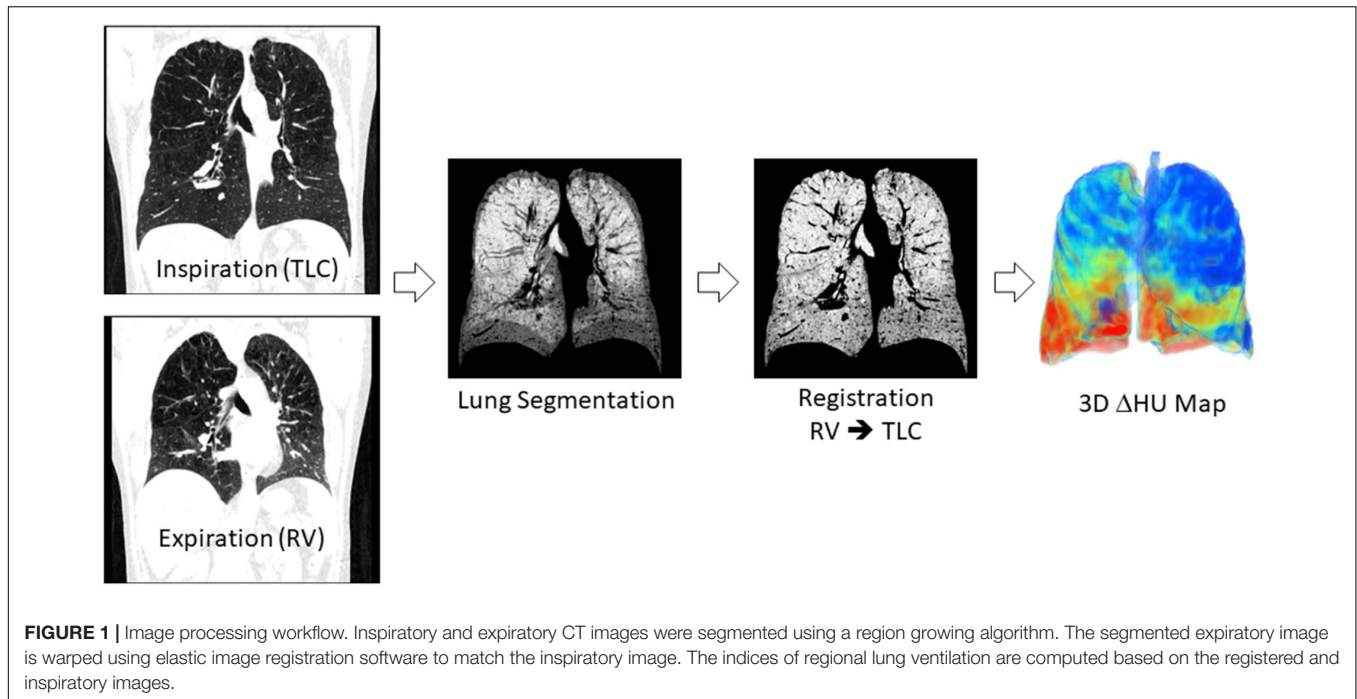 Inspiration (TLC)
Expiration (RV)
Lung Segmentation
Registration
RV ➔ TLC
3D ΔHU Map
FIGURE 1 | Image processing workflow. Inspiratory and expiratory CT images were segmented using a region growing algorithm. The segmented expiratory image
is warped using elastic image registration software to match the inspiratory image. The indices of regional lung ventilation are computed based on the registered and
inspiratory images.